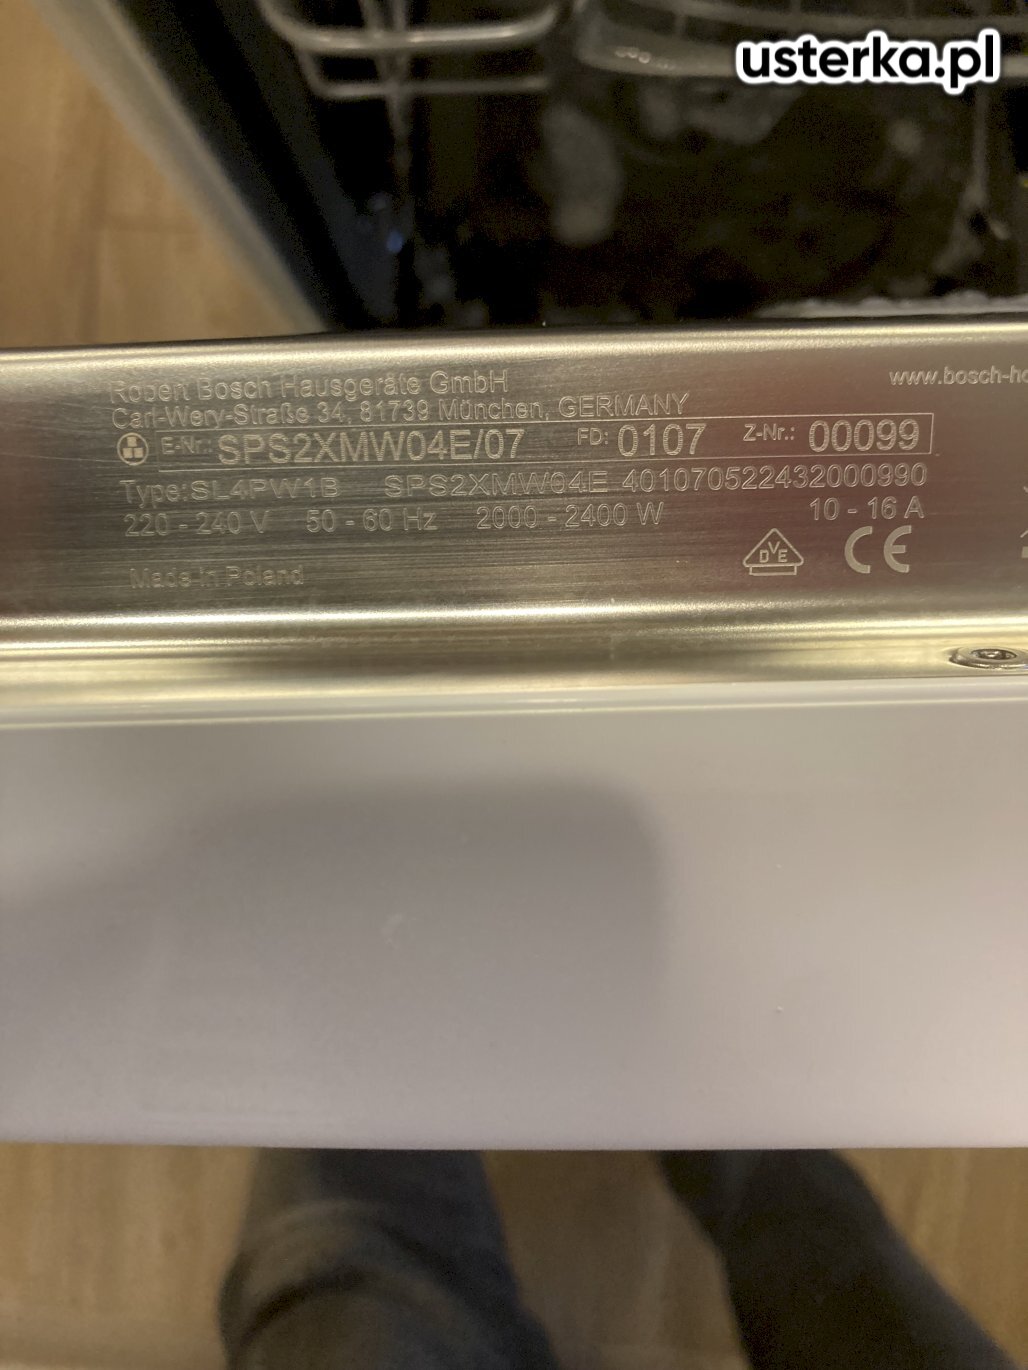 usterka.pl
Robert Bosch Hausgeräte GmbH
www.bosch-ho
Carl-Wery-Straße 34, 81739 München, GERMANY
E-Nr.: SPS2XMW04E/07 FD: 0107 Z-Nr.: 00099
Type:SL4PW1B SPS2XMW04E 401070522432000990
220 - 240 V 50 - 60 Hz 2000 - 2400 W 10 - 16 A
DVE CE
Made in Poland